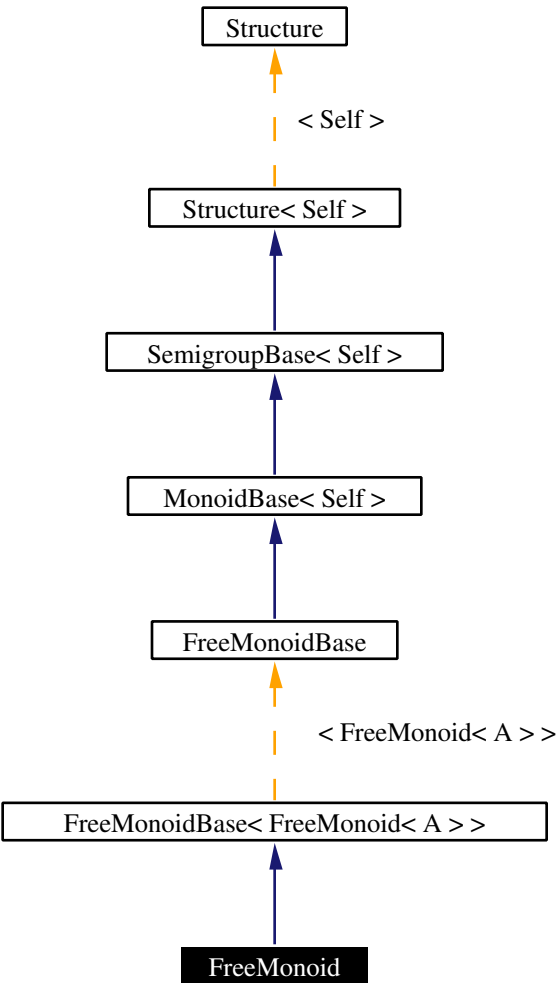 Structure
< Self >
Structure< Self >
SemigroupBase< Self >
MonoidBase< Self >
FreeMonoidBase
< FreeMonoid< A > >
FreeMonoidBase< FreeMonoid< A > >
FreeMonoid